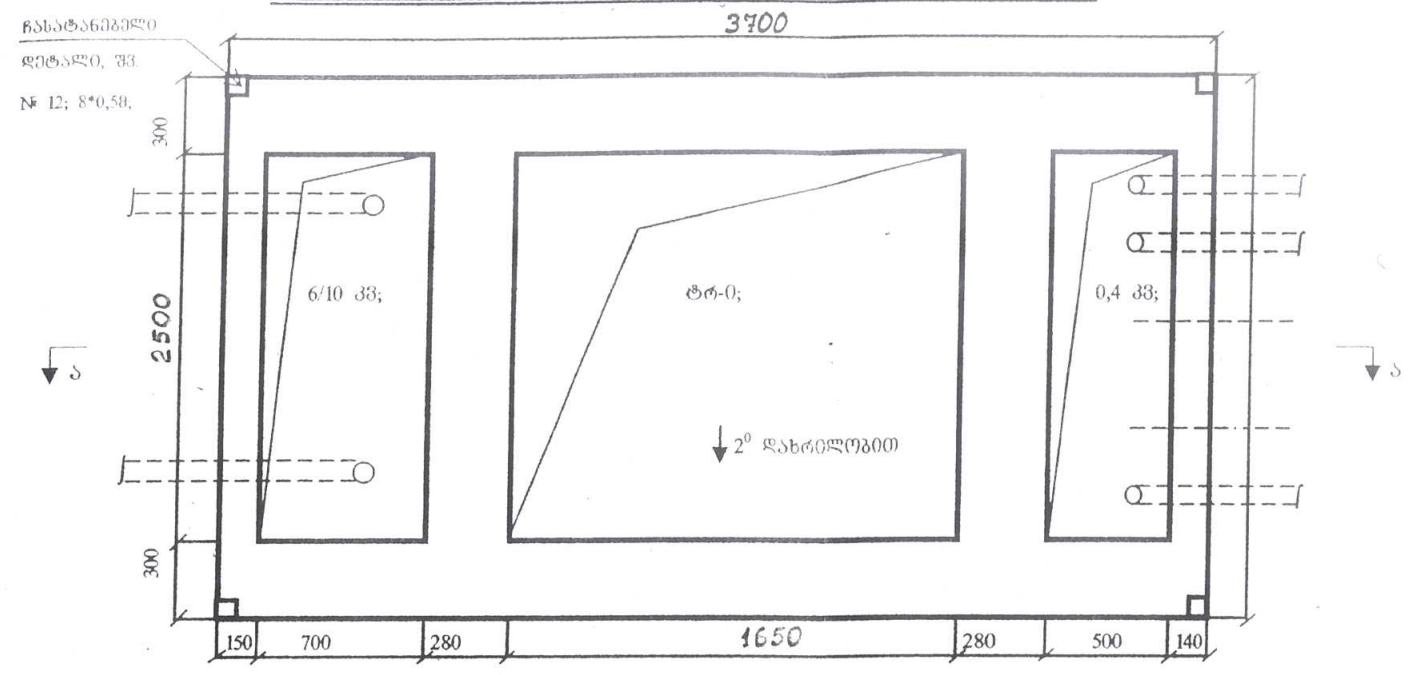 3700
ჩასატანებელი
დეტალი, შვ.
№ 12; 8*0,58;
300
2500
300
6/10 კვ;
ტრ-0;
0,4 კვ;
ა
ა
2⁰ დახრილობით
150
700
280
1650
280
500
140